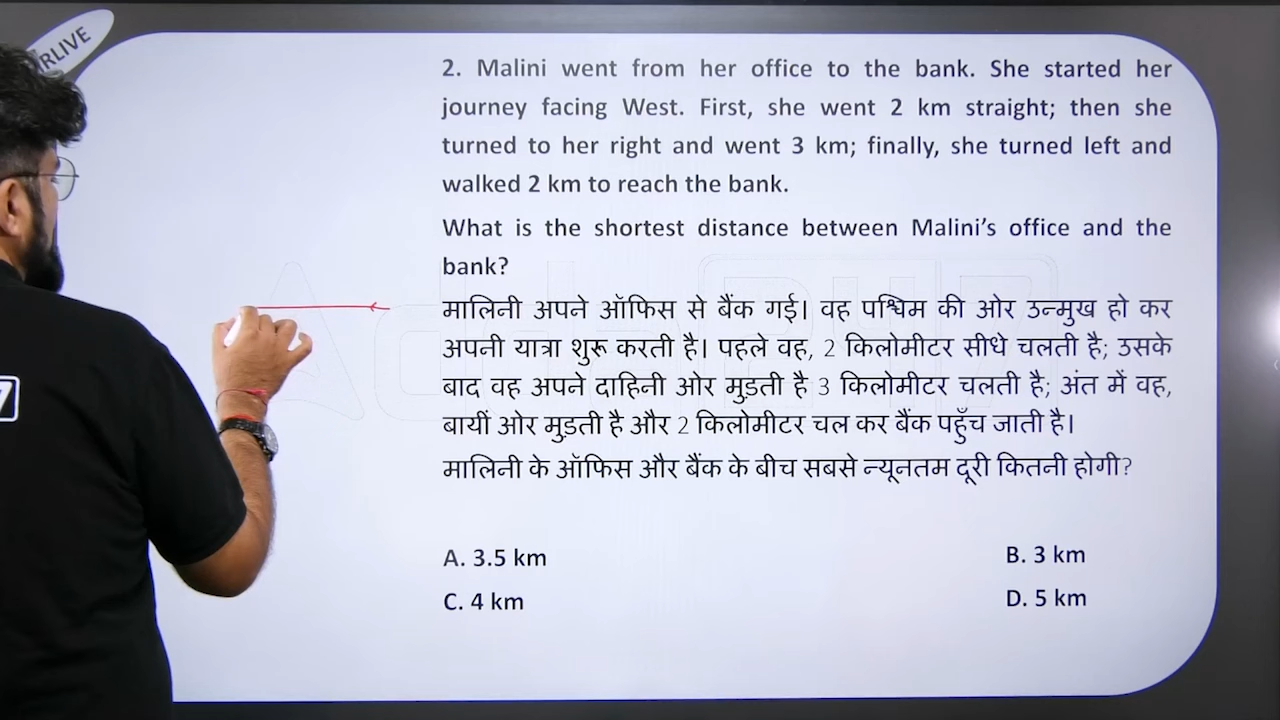 RLIVE
2. Malini went from her office to the bank. She started her
journey facing West. First, she went 2 km straight; then she
turned to her right and went 3 km; finally, she turned left and
walked 2 km to reach the bank.
What is the shortest distance between Malini’s office and the
bank?
मालिनी अपने ऑफिस से बैंक गई। वह पश्चिम की ओर उन्मुख हो कर
अपनी यात्रा शुरू करती है। पहले वह, 2 किलोमीटर सीधे चलती है; उसके
बाद वह अपने दाहिनी ओर मुड़ती है 3 किलोमीटर चलती है; अंत में वह,
बायीं ओर मुड़ती है और 2 किलोमीटर चल कर बैंक पहुँच जाती है।
मालिनी के ऑफिस और बैंक के बीच सबसे न्यूनतम दूरी कितनी होगी?
A. 3.5 km
B. 3 km
C. 4 km
D. 5 km
7
Adda247